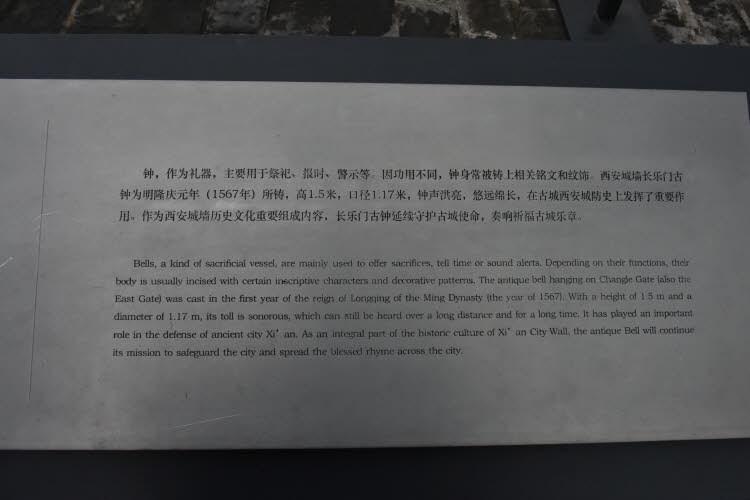 钟，作为礼器，主要用于祭祀、报时、警示等。因功用不同，钟身常被铸上相关铭文和纹饰。西安城墙长乐门古
钟为明隆庆元年（1567年）所铸，高1.5米，口径1.17米，钟声洪亮，悠远绵长，在古城西安城防史上发挥了重要作
用。作为西安城墙历史文化重要组成内容，长乐门古钟延续守护古城使命，奏响祈福古城乐章。
Bells, a kind of sacrificial vessel, are mainly used to offer sacrifices, tell time or sound alerts. Depending on their functions, their
body is usually incised with certain inscriptive characters and decorative patterns. The antique bell hanging on Changle Gate (also the
East Gate) was cast in the first year of the reign of Longqing of the Ming Dynasty (the year of 1567). With a height of 1.5 m and a
diameter of 1.17 m, its toll is sonorous, which can still be heard over a long distance and for a long time. It has played an important
role in the defense of ancient city Xi' an. As an integral part of the historic culture of Xi' an City Wall, the antique Bell will continue
its mission to safeguard the city and spread the blessed rhyme across the city.